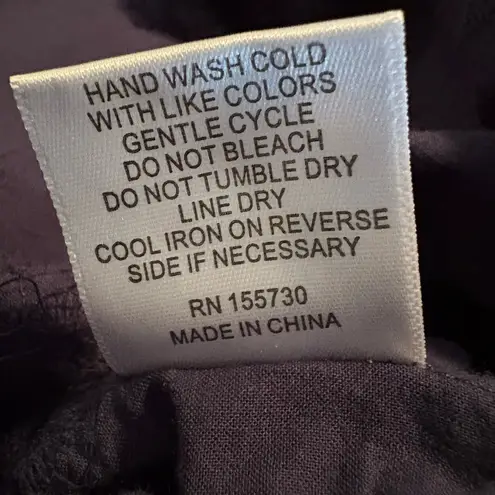 HAND WASH COLD
WITH LIKE COLORS
GENTLE CYCLE
DO NOT BLEACH
DO NOT TUMBLE DRY
LINE DRY
COOL IRON ON REVERSE
SIDE IF NECESSARY
RN 155730
MADE IN CHINA